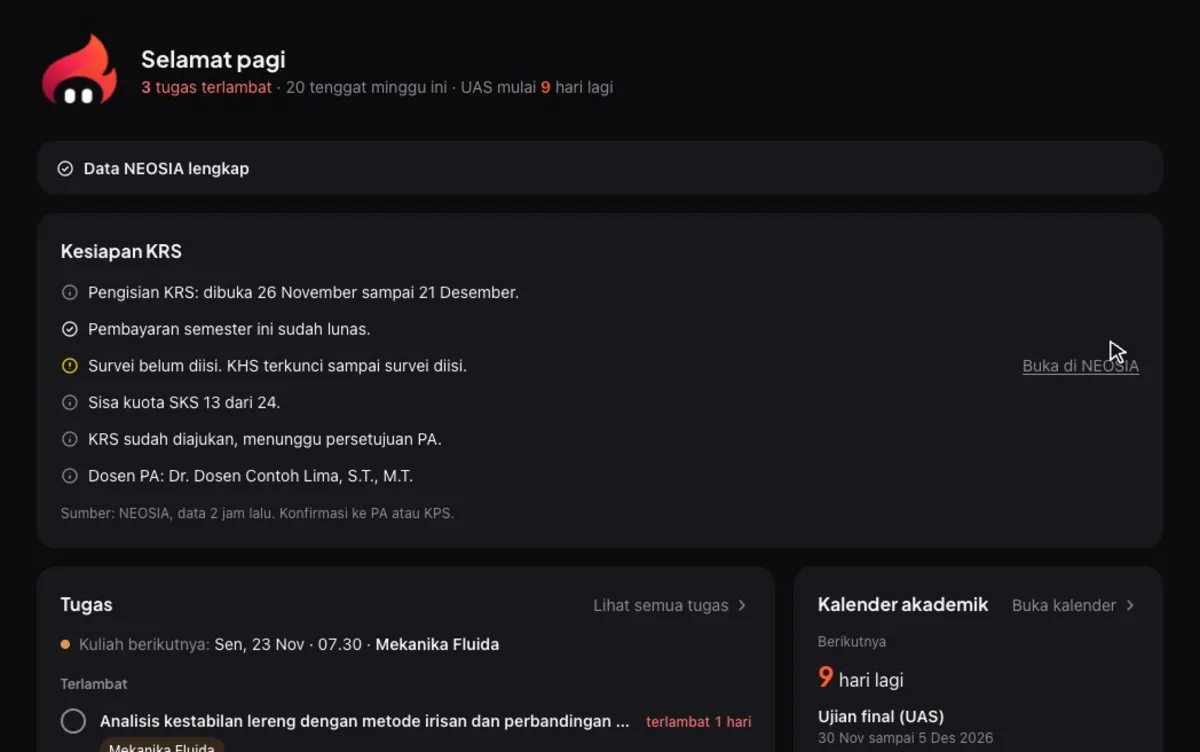 Selamat pagi
3 tugas terlambat · 20 tenggat minggu ini · UAS mulai 9 hari lagi
Data NEOSIA lengkap
Kesiapan KRS
Pengisian KRS: dibuka 26 November sampai 21 Desember.
Pembayaran semester ini sudah lunas.
Survei belum diisi. KHS terkunci sampai survei diisi.
Buka di NEOSIA
Sisa kuota SKS 13 dari 24.
KRS sudah diajukan, menunggu persetujuan PA.
Dosen PA: Dr. Dosen Contoh Lima, S.T., M.T.
Sumber: NEOSIA, data 2 jam lalu. Konfirmasi ke PA atau KPS.
Tugas
Lihat semua tugas
Kuliah berikutnya: Sen, 23 Nov · 07.30 · Mekanika Fluida
Terlambat
Analisis kestabilan lereng dengan metode irisan dan perbandingan ...
terlambat 1 hari
Mekanika Fluida
Kalender akademik
Buka kalender
Berikutnya
9 hari lagi
Ujian final (UAS)
30 Nov sampai 5 Des 2026